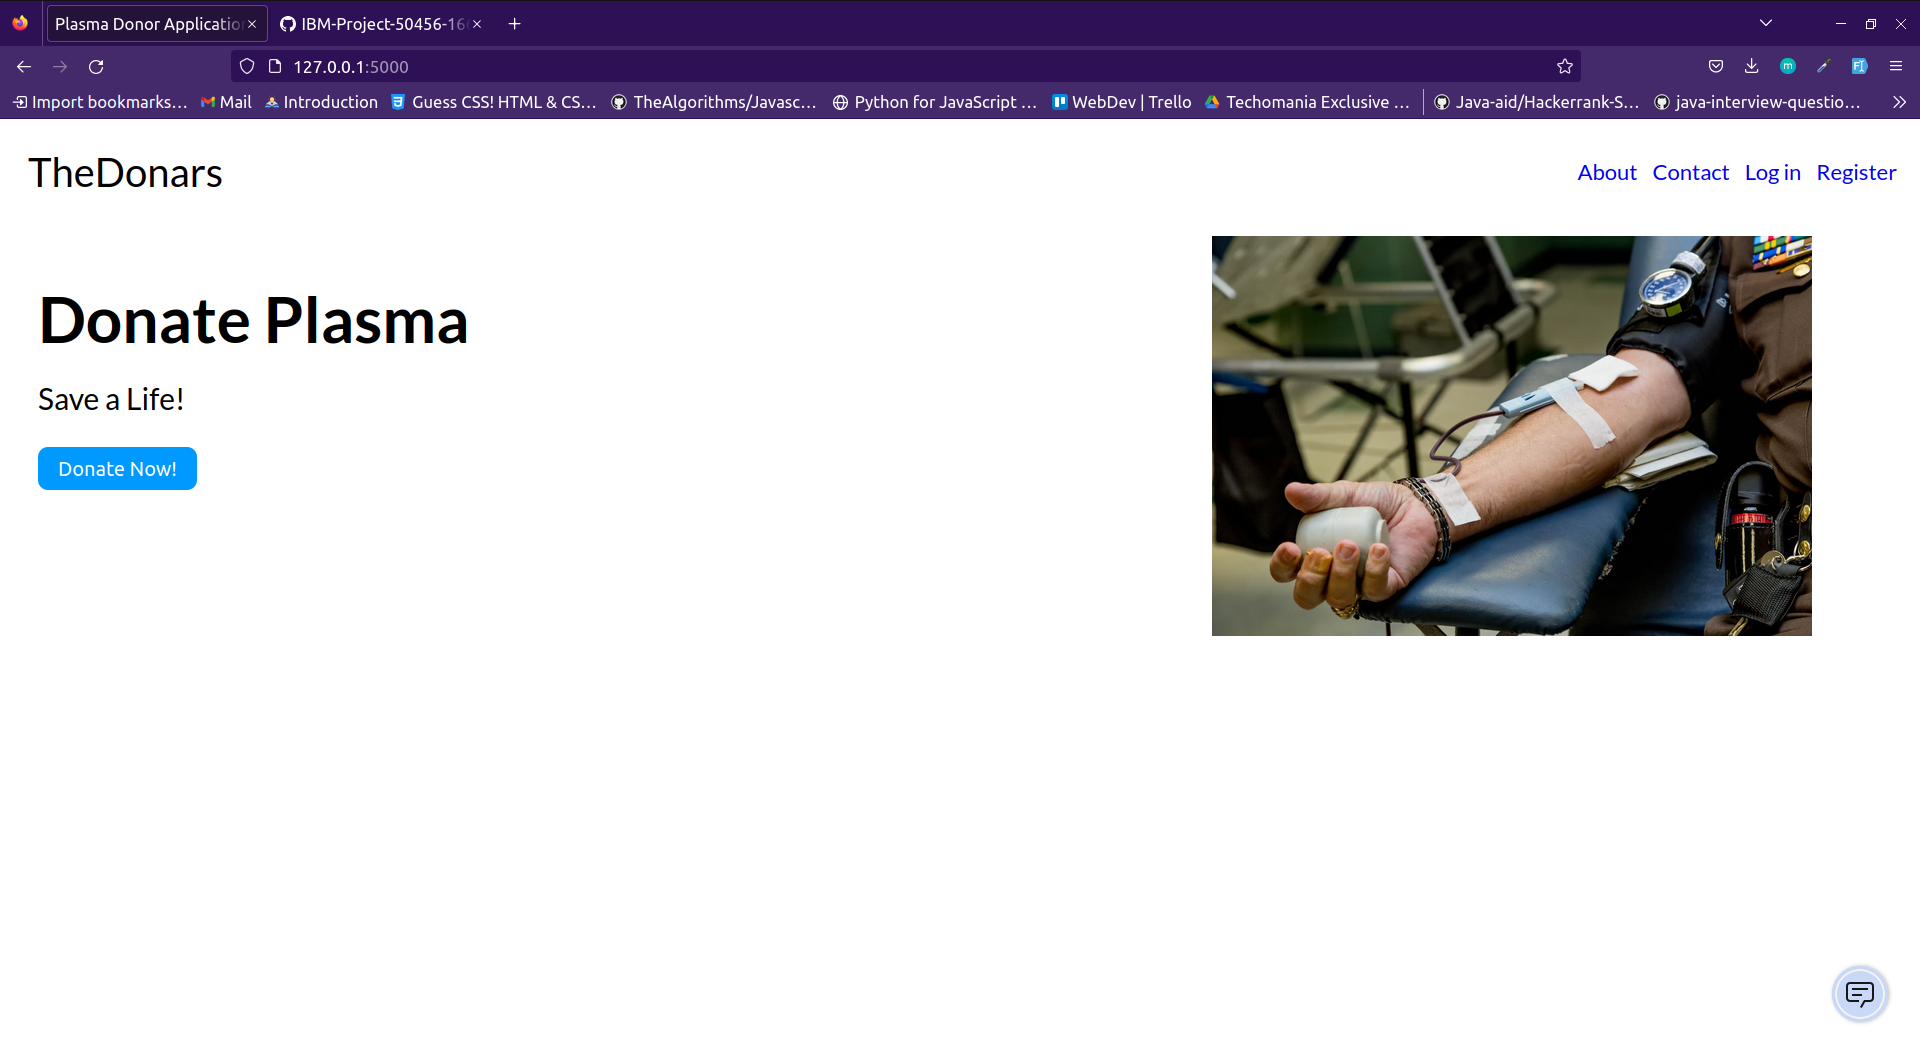 Plasma Donor Applicatio
IBM-Project-50456-16
127.0.0.1:5000
Import bookmarks...
Mail
Introduction
Guess CSS! HTML & CS...
TheAlgorithms/Javasc...
Python for JavaScript ...
WebDev | Trello
Techomania Exclusive ...
Java-aid/Hackerrank-S...
java-interview-questio...
m
TheDonars
About
Contact
Log in
Register
Donate Plasma
Save a Life!
Donate Now!